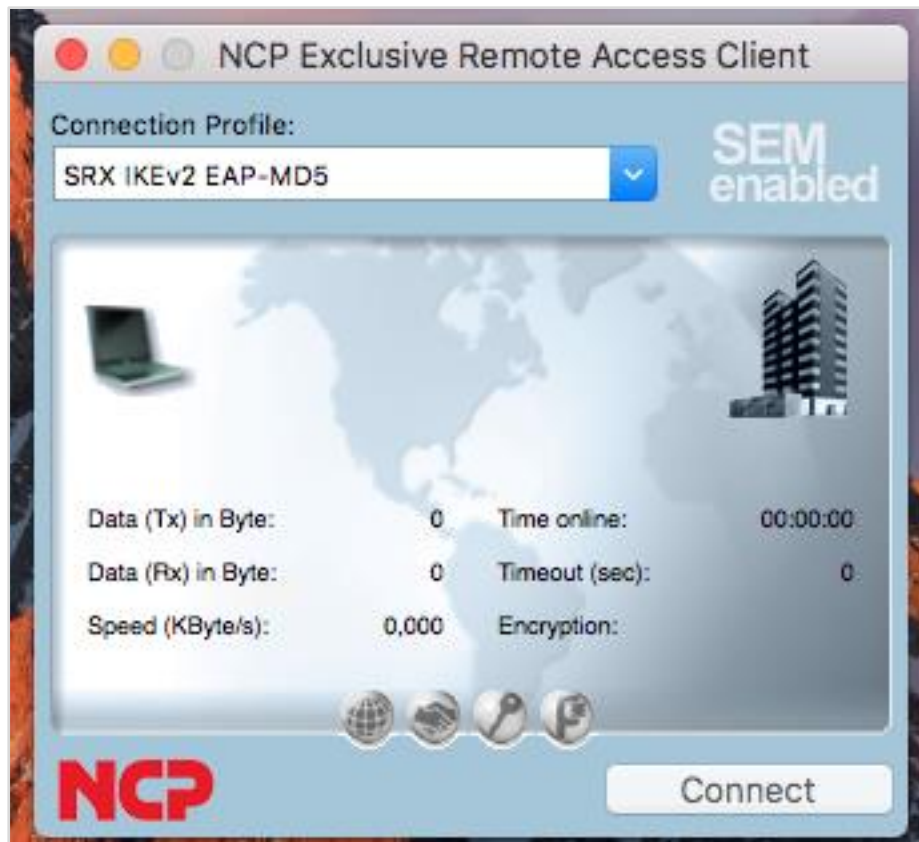 NCP Exclusive Remote Access Client
Connection Profile:
SEM
enabled
SRX IKEv2 EAP-MD5
Data (Tx) in Byte: 0 Time online: 00:00:00
Data (Rx) in Byte: 0 Timeout (sec): 0
Speed (KByte/s): 0,000 Encryption:
NCP
Connect